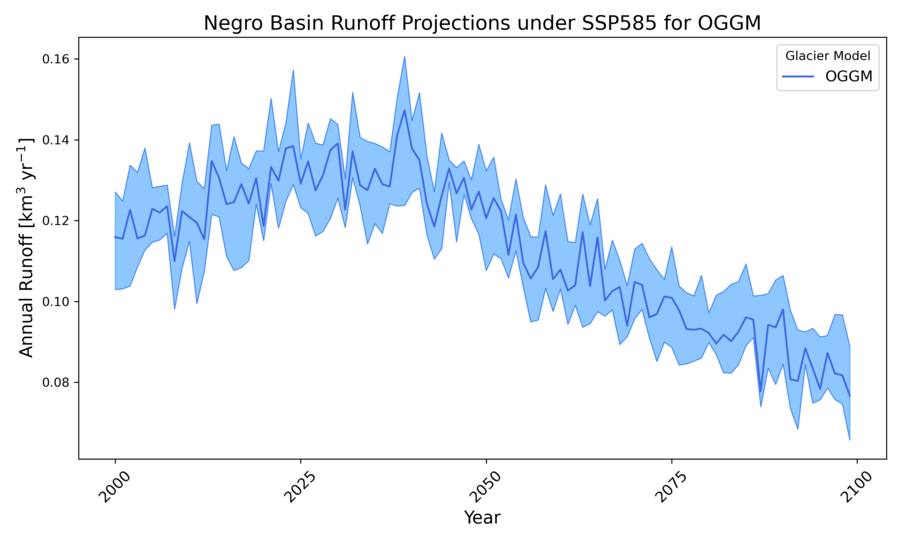 Negro Basin Runoff Projections under SSP585 for OGGM
Glacier Model
OGGM
Annual Runoff [km³ yr⁻¹]
0.16
0.14
0.12
0.10
0.08
2000
2025
2050
2075
2100
Year